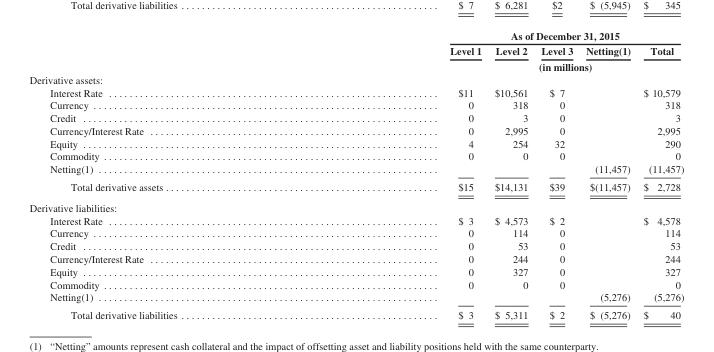 Total derivative liabilities . . . . . . . . . . . . . . . . . . . . . . . . . . . . . . . . . . . . . . . . . . . . . $ 7 $ 6,281 $2 $ (5,945) $ 345
As of December 31, 2015
Level 1 Level 2 Level 3 Netting(1) Total
(in millions)
Derivative assets:
Interest Rate . . . . . . . . . . . . . . . . . . . . . . . . . . . . . . . . . . . . . . . . . . . . . . . . . . . . . . . $11 $10,561 $ 7 $ 10,579
Currency . . . . . . . . . . . . . . . . . . . . . . . . . . . . . . . . . . . . . . . . . . . . . . . . . . . . . . . . . . 0 318 0 318
Credit . . . . . . . . . . . . . . . . . . . . . . . . . . . . . . . . . . . . . . . . . . . . . . . . . . . . . . . . . . . . 0 3 0 3
Currency/Interest Rate . . . . . . . . . . . . . . . . . . . . . . . . . . . . . . . . . . . . . . . . . . . . . . . 0 2,995 0 2,995
Equity . . . . . . . . . . . . . . . . . . . . . . . . . . . . . . . . . . . . . . . . . . . . . . . . . . . . . . . . . . . . 4 254 32 290
Commodity . . . . . . . . . . . . . . . . . . . . . . . . . . . . . . . . . . . . . . . . . . . . . . . . . . . . . . . . 0 0 0 0
Netting(1) . . . . . . . . . . . . . . . . . . . . . . . . . . . . . . . . . . . . . . . . . . . . . . . . . . . . . . . . . (11,457) (11,457)
Total derivative assets . . . . . . . . . . . . . . . . . . . . . . . . . . . . . . . . . . . . . . . . . . . . . . . . $15 $14,131 $39 $(11,457) $ 2,728
Derivative liabilities:
Interest Rate . . . . . . . . . . . . . . . . . . . . . . . . . . . . . . . . . . . . . . . . . . . . . . . . . . . . . . . $ 3 $ 4,573 $ 2 $ 4,578
Currency . . . . . . . . . . . . . . . . . . . . . . . . . . . . . . . . . . . . . . . . . . . . . . . . . . . . . . . . . . 0 114 0 114
Credit . . . . . . . . . . . . . . . . . . . . . . . . . . . . . . . . . . . . . . . . . . . . . . . . . . . . . . . . . . . . 0 53 0 53
Currency/Interest Rate . . . . . . . . . . . . . . . . . . . . . . . . . . . . . . . . . . . . . . . . . . . . . . . 0 244 0 244
Equity . . . . . . . . . . . . . . . . . . . . . . . . . . . . . . . . . . . . . . . . . . . . . . . . . . . . . . . . . . . . 0 327 0 327
Commodity . . . . . . . . . . . . . . . . . . . . . . . . . . . . . . . . . . . . . . . . . . . . . . . . . . . . . . . . 0 0 0 0
Netting(1) . . . . . . . . . . . . . . . . . . . . . . . . . . . . . . . . . . . . . . . . . . . . . . . . . . . . . . . . . (5,276) (5,276)
Total derivative liabilities . . . . . . . . . . . . . . . . . . . . . . . . . . . . . . . . . . . . . . . . . . . . . $ 3 $ 5,311 $ 2 $ (5,276) $ 40
(1) “Netting” amounts represent cash collateral and the impact of offsetting asset and liability positions held with the same counterparty.